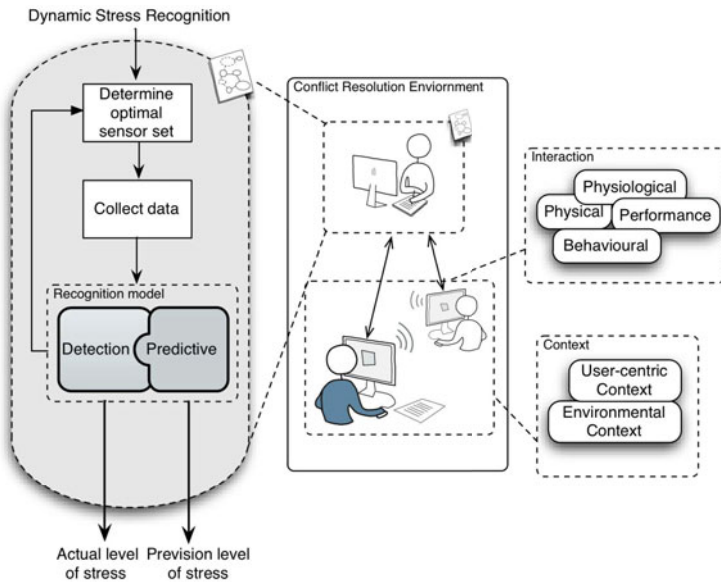 Dynamic Stress Recognition
Determine
optimal
sensor set
Collect data
Recognition model
Detection
Predictive
Actual level
of stress
Prevision level
of stress
Conflict Resolution Enviornment
Interaction
Physiological
Physical
Performance
Behavioural
Context
User-centric
Context
Environmental
Context